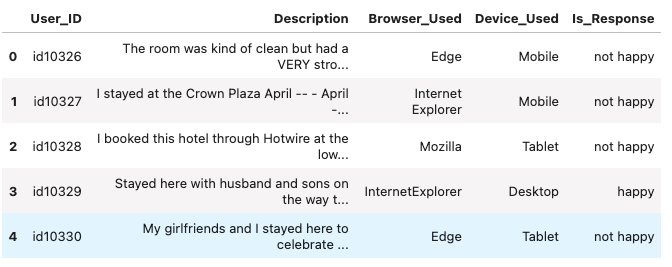 User_ID Description Browser_Used Device_Used Is_Response
0 id10326 The room was kind of clean but had a VERY stro... Edge Mobile not happy
1 id10327 I stayed at the Crown Plaza April -- - April -... Internet Explorer Mobile not happy
2 id10328 I booked this hotel through Hotwire at the low... Mozilla Tablet not happy
3 id10329 Stayed here with husband and sons on the way t... InternetExplorer Desktop happy
4 id10330 My girlfriends and I stayed here to celebrate ... Edge Tablet not happy